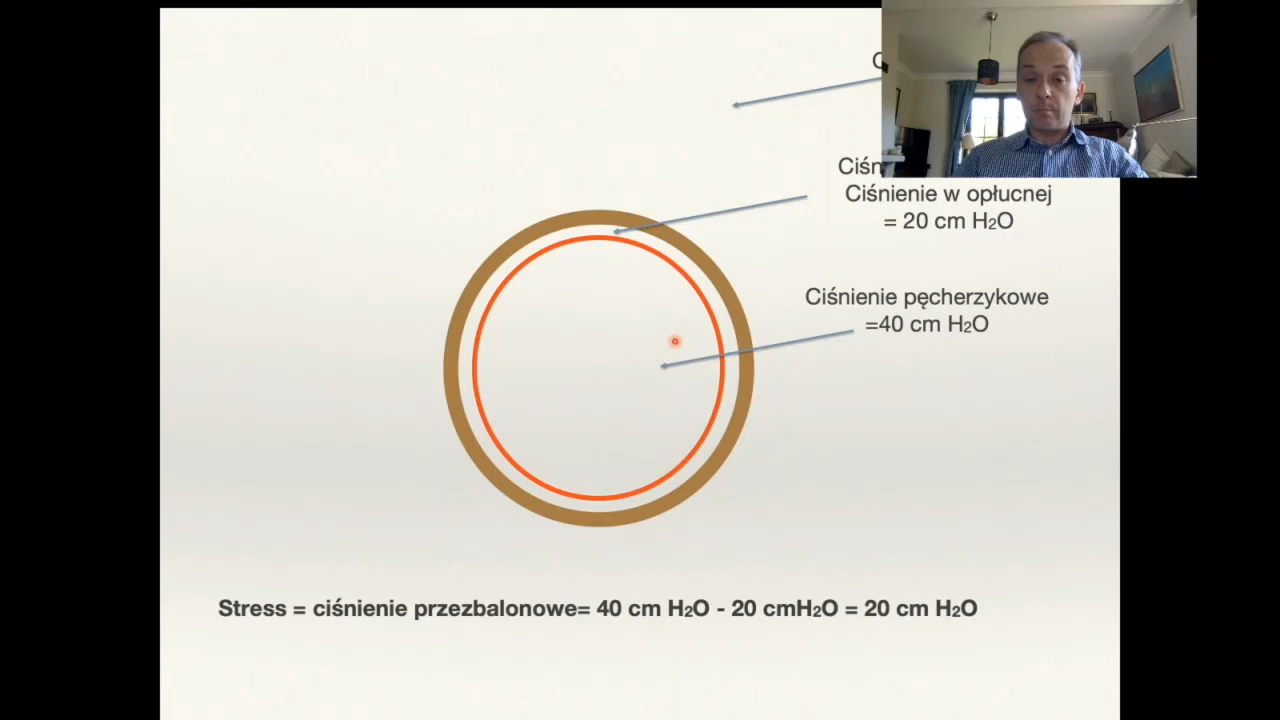 Ciśnienie w opłucnej
= 20 cm H₂O
Ciśnienie pęcherzykowe
=40 cm H₂O
Stress = ciśnienie przezbalonowe= 40 cm H₂O - 20 cmH₂O = 20 cm H₂O